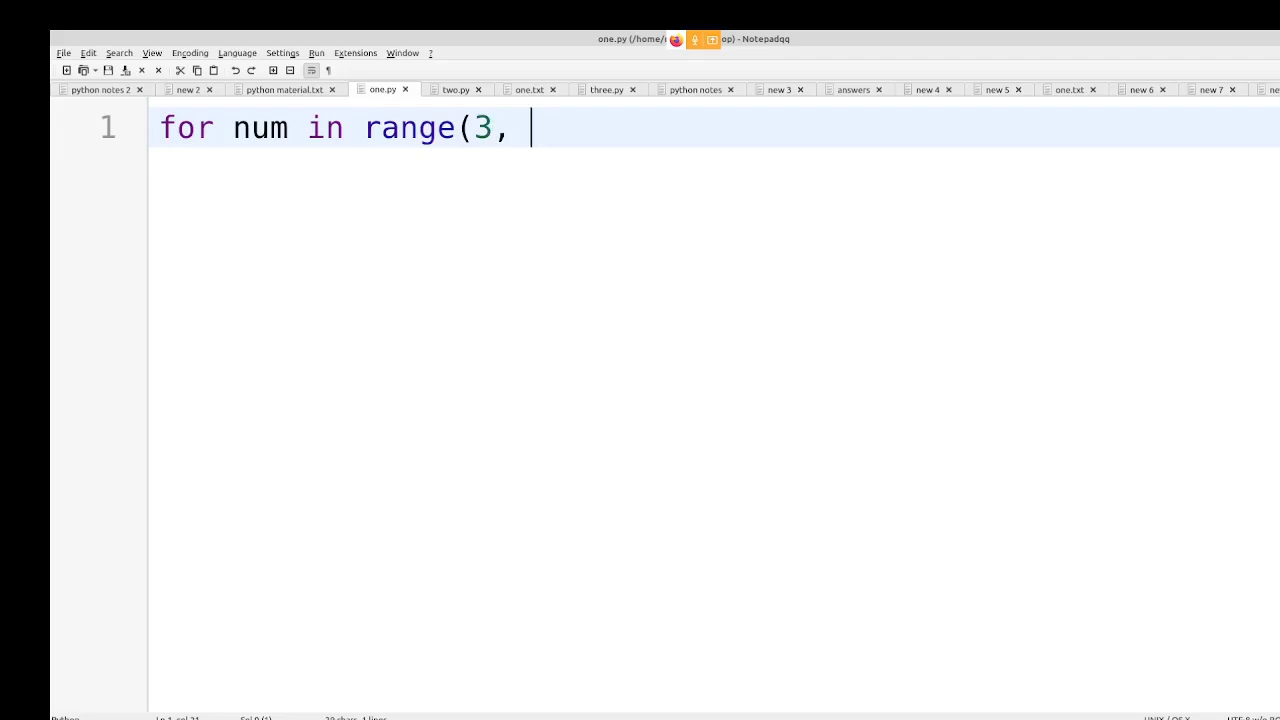 one.py (/home/ op) - Notepadqq
File Edit Search View Encoding Language Settings Run Extensions Window ?
python notes 2 new 2 python material.txt one.py two.py one.txt three.py python notes new 3 answers new 4 new 5 one.txt new 6 new 7
1 for num in range(3,